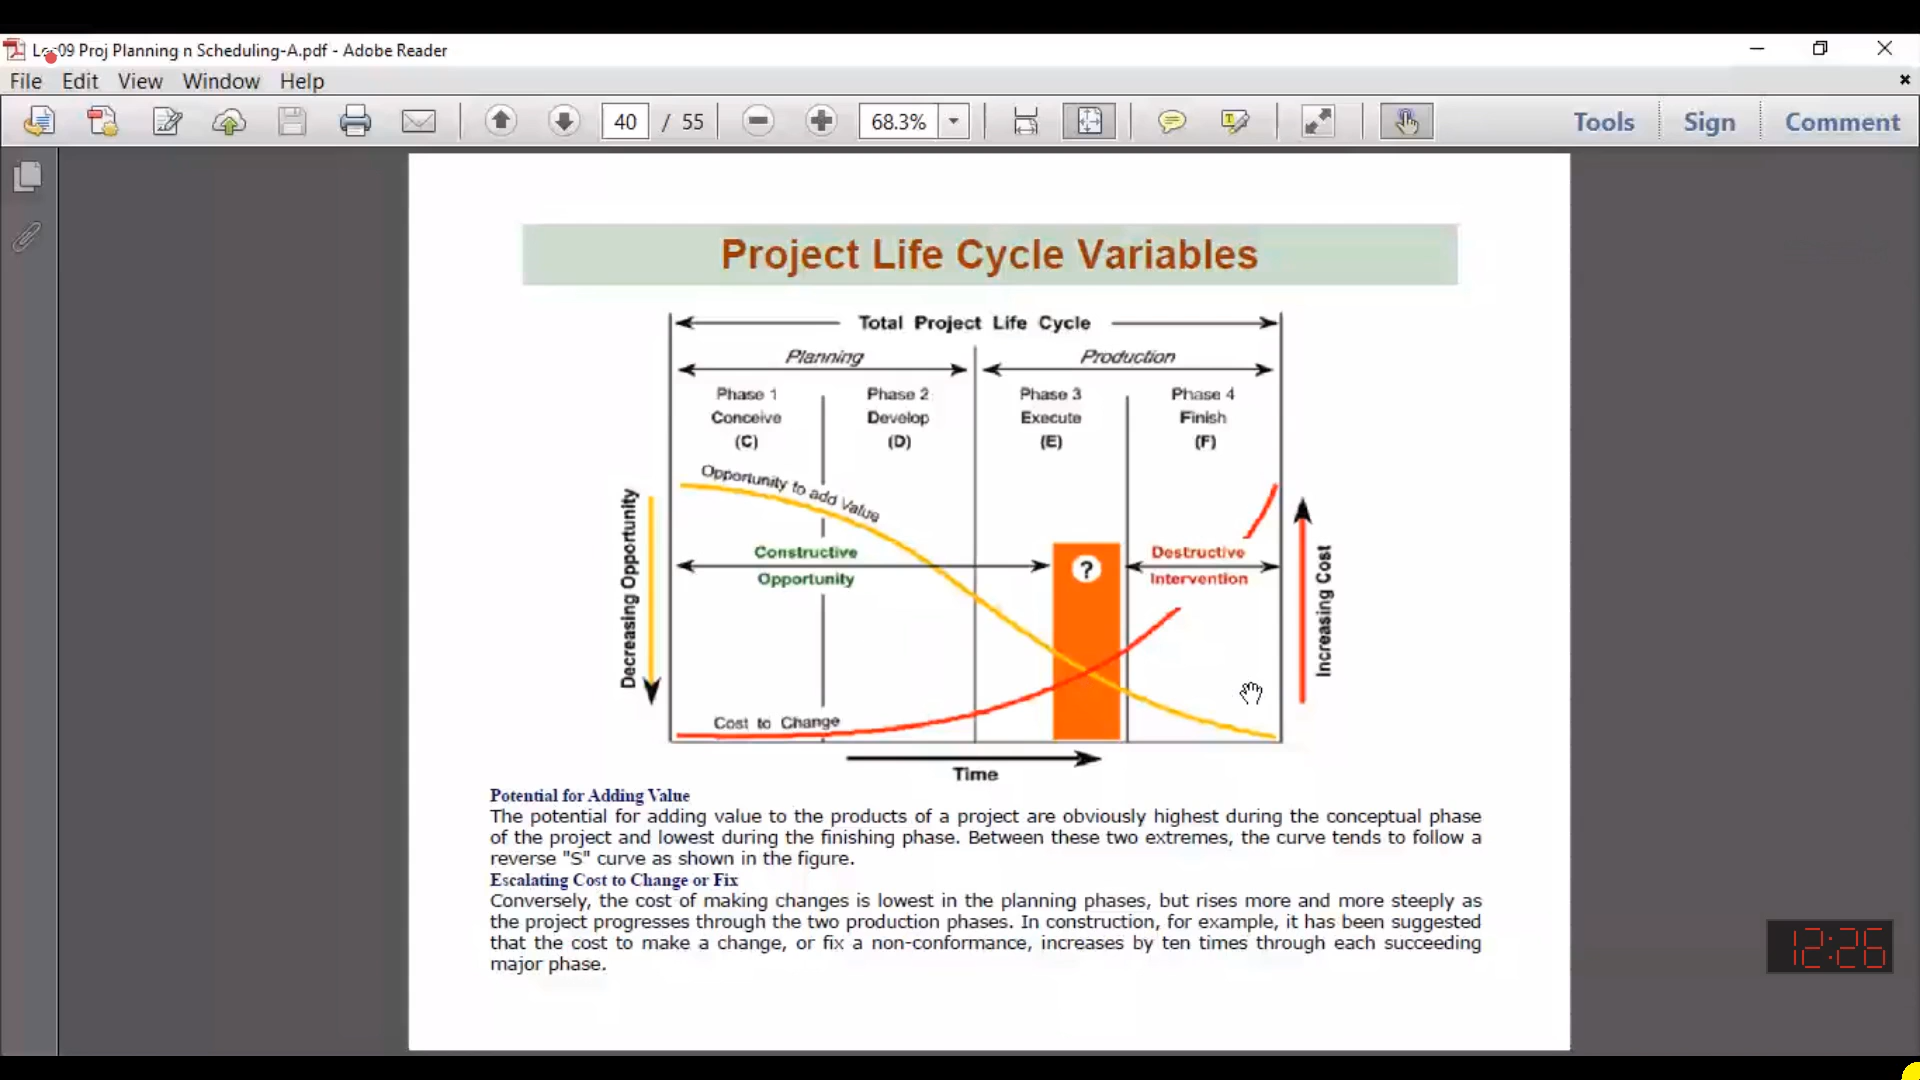 Lec09 Proj Planning n Scheduling-A.pdf - Adobe Reader
File Edit View Window Help
40 / 55 68.3% Tools Sign Comment
Project Life Cycle Variables
Total Project Life Cycle
Planning Production
Phase 1 Phase 2 Phase 3 Phase 4
Conceive Develop Execute Finish
(C) (D) (E) (F)
Opportunity to add Value
Decreasing Opportunity
Constructive
Opportunity
?
Destructive
Intervention
Increasing Cost
Cost to Change
Time
Potential for Adding Value
The potential for adding value to the products of a project are obviously highest during the conceptual phase
of the project and lowest during the finishing phase. Between these two extremes, the curve tends to follow a
reverse "S" curve as shown in the figure.
Escalating Cost to Change or Fix
Conversely, the cost of making changes is lowest in the planning phases, but rises more and more steeply as
the project progresses through the two production phases. In construction, for example, it has been suggested
that the cost to make a change, or fix a non-conformance, increases by ten times through each succeeding
major phase.
12:26